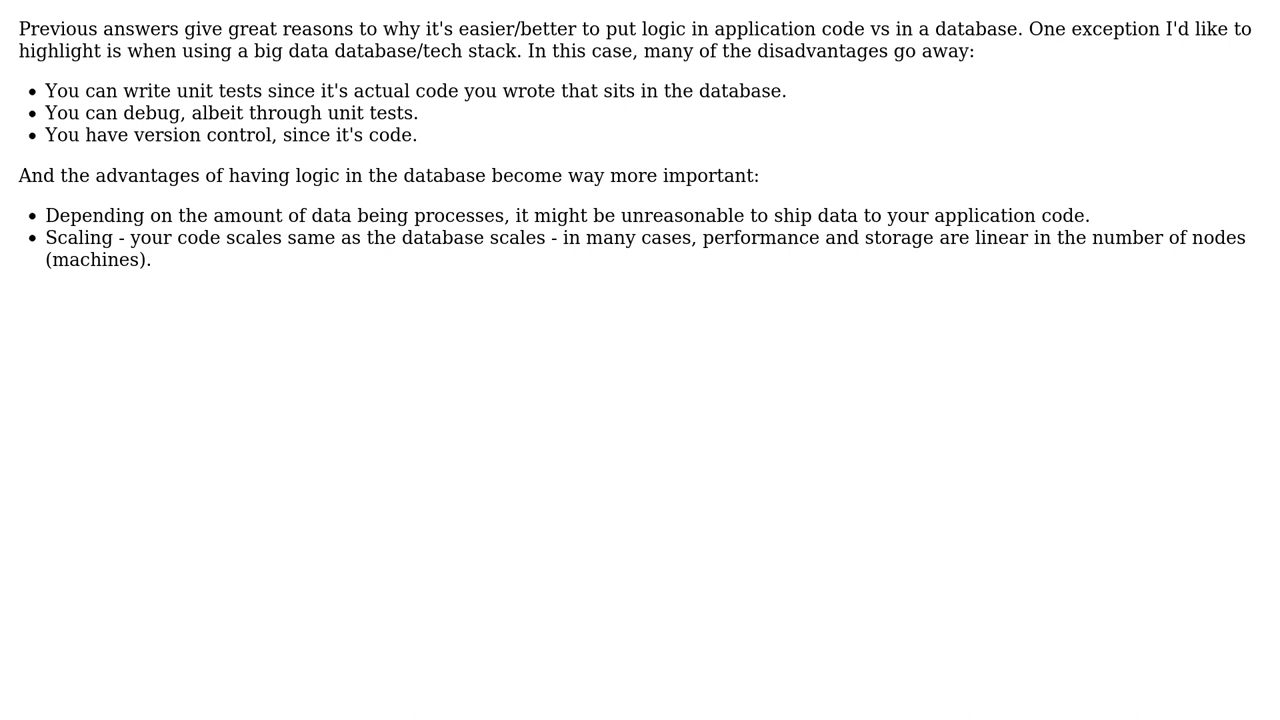 Previous answers give great reasons to why it's easier/better to put logic in application code vs in a database. One exception I'd like to
highlight is when using a big data database/tech stack. In this case, many of the disadvantages go away:
• You can write unit tests since it's actual code you wrote that sits in the database.
• You can debug, albeit through unit tests.
• You have version control, since it's code.
And the advantages of having logic in the database become way more important:
• Depending on the amount of data being processes, it might be unreasonable to ship data to your application code.
• Scaling - your code scales same as the database scales - in many cases, performance and storage are linear in the number of nodes
(machines).